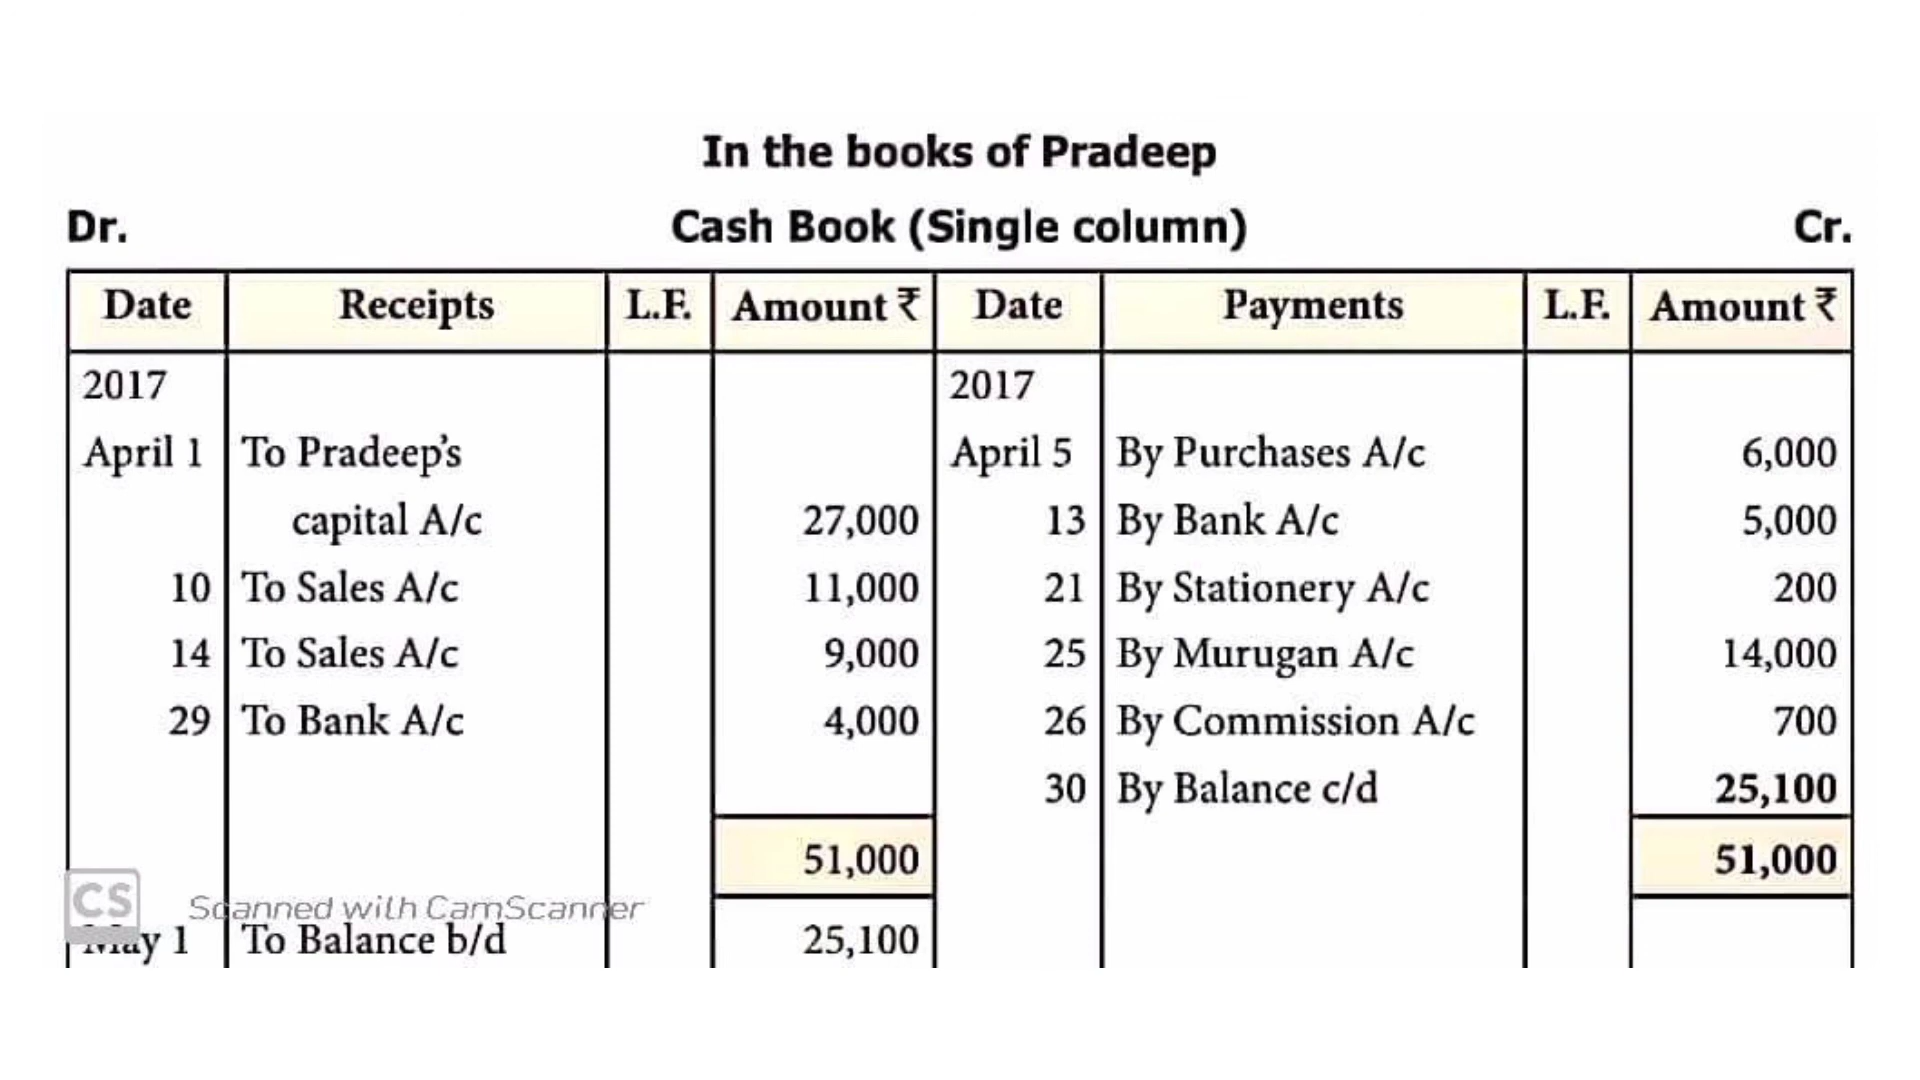 In the books of Pradeep
Dr. Cash Book (Single column) Cr.
Date Receipts L.F. Amount ₹ Date Payments L.F. Amount ₹
2017 2017
April 1 To Pradeep's April 5 By Purchases A/c 6,000
capital A/c 27,000 13 By Bank A/c 5,000
10 To Sales A/c 11,000 21 By Stationery A/c 200
14 To Sales A/c 9,000 25 By Murugan A/c 14,000
29 To Bank A/c 4,000 26 By Commission A/c 700
30 By Balance c/d 25,100
51,000 51,000
CS Scanned with CamScanner
May 1 To Balance b/d 25,100